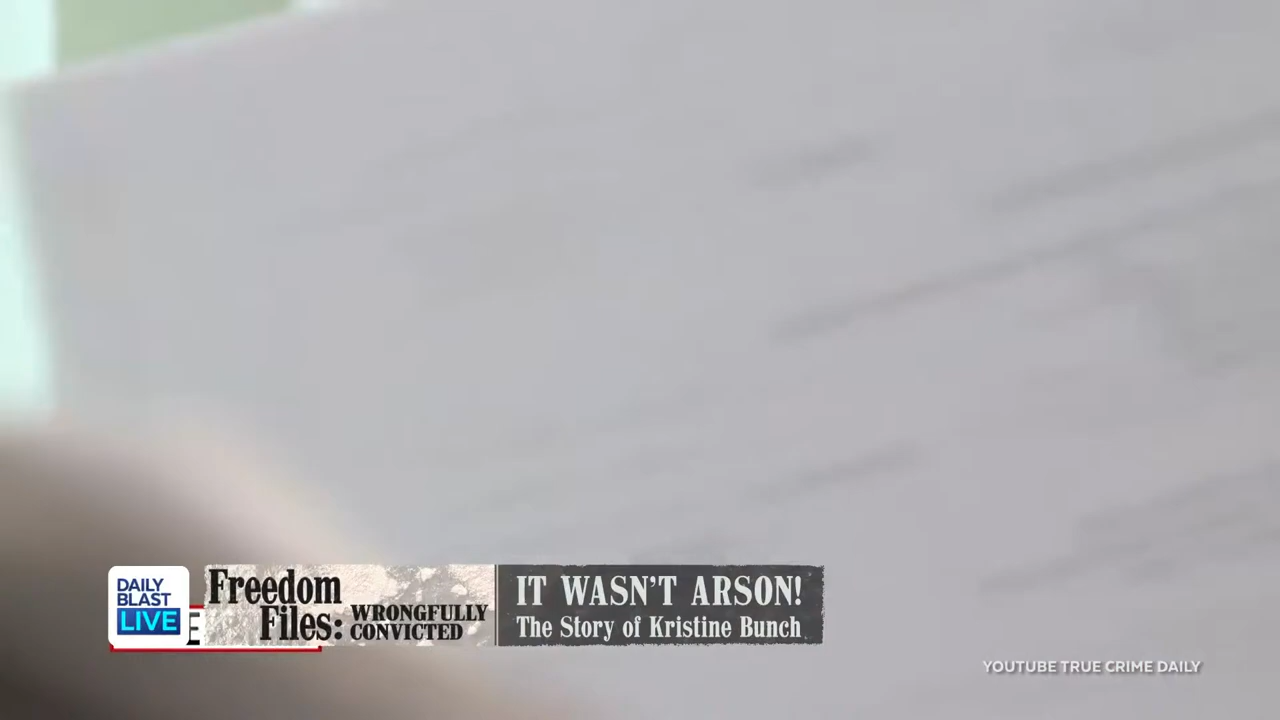 DAILY
BLAST
LIVE
E
Freedom
Files: WRONGFULLY
CONVICTED
IT WASN'T ARSON!
The Story of Kristine Bunch
YOUTUBE TRUE CRIME DAILY